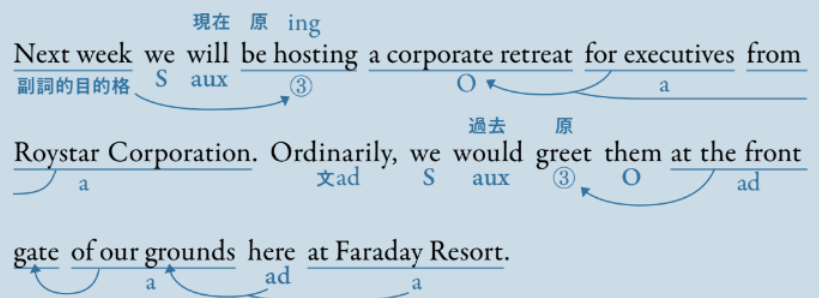 現在 原 ing
Next week we will be hosting a corporate retreat for executives from
副詞的目的格 S aux ③ O a
過去 原
Roystar Corporation. Ordinarily, we would greet them at the front
a 文ad S aux ③ O ad
gate of our grounds here at Faraday Resort.
a ad a